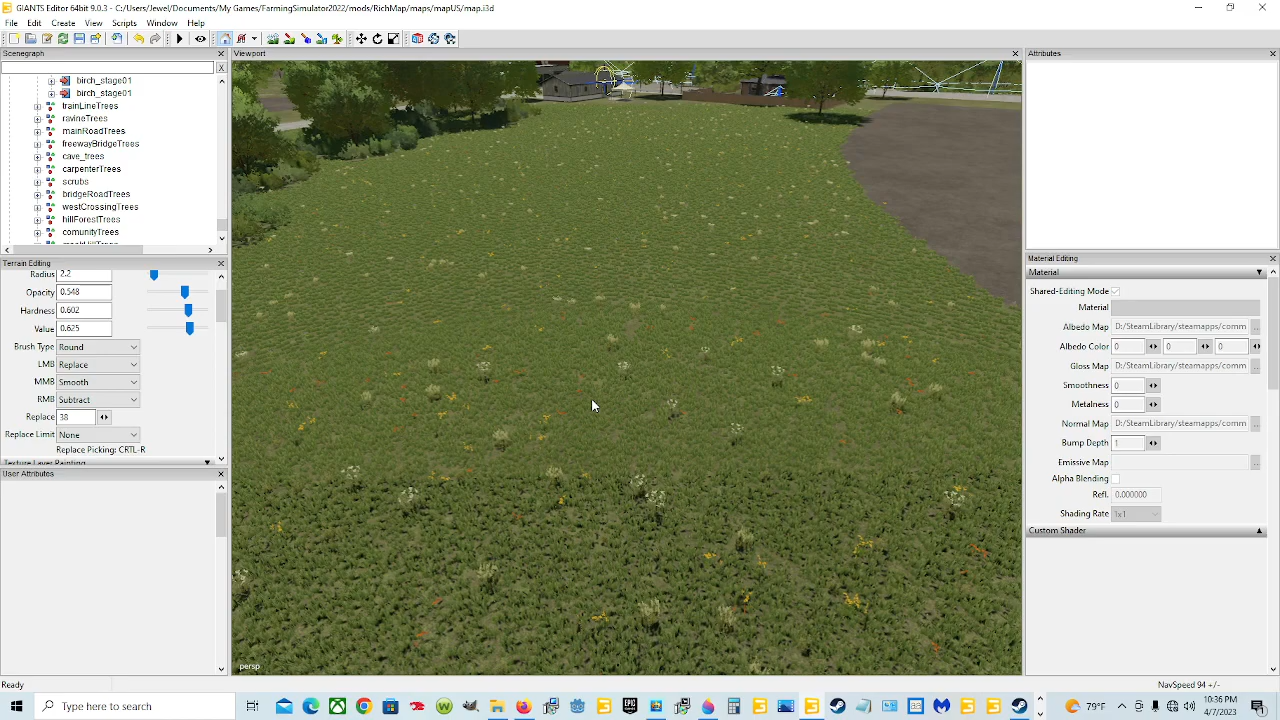 GIANTS Editor 64bit 9.0.3 - C:/Users/Jewel/Documents/My Games/FarmingSimulator2022/mods/RichMap/maps/mapUS/map.i3d
File Edit Create View Scripts Window Help
Scenegraph
X
birch_stage01
birch_stage01
trainLineTrees
ravineTrees
mainRoadTrees
freewayBridgeTrees
cave_trees
carpenterTrees
scrubs
bridgeRoadTrees
westCrossingTrees
hillForestTrees
comunityTrees
Terrain Editing
Radius 2.2
Opacity 0.548
Hardness 0.602
Value 0.625
Brush Type Round
LMB Replace
MMB Smooth
RMB Subtract
Replace 38
Replace Limit None
Replace Picking: CRTL-R
Texture Layer Painting
User Attributes
Viewport
persp
Attributes
Material Editing
Material
Shared-Editing Mode
Material
Albedo Map D:/SteamLibrary/steamapps/comm ...
Albedo Color 0 0 0
Gloss Map D:/SteamLibrary/steamapps/comm ...
Smoothness 0
Metalness 0
Normal Map D:/SteamLibrary/steamapps/comm ...
Bump Depth 1
Emissive Map ...
Alpha Blending
Refl. 0.000000
Shading Rate 1x1
Custom Shader
Ready
NavSpeed 94 +/-
Type here to search
79°F
10:36 PM
4/7/2023